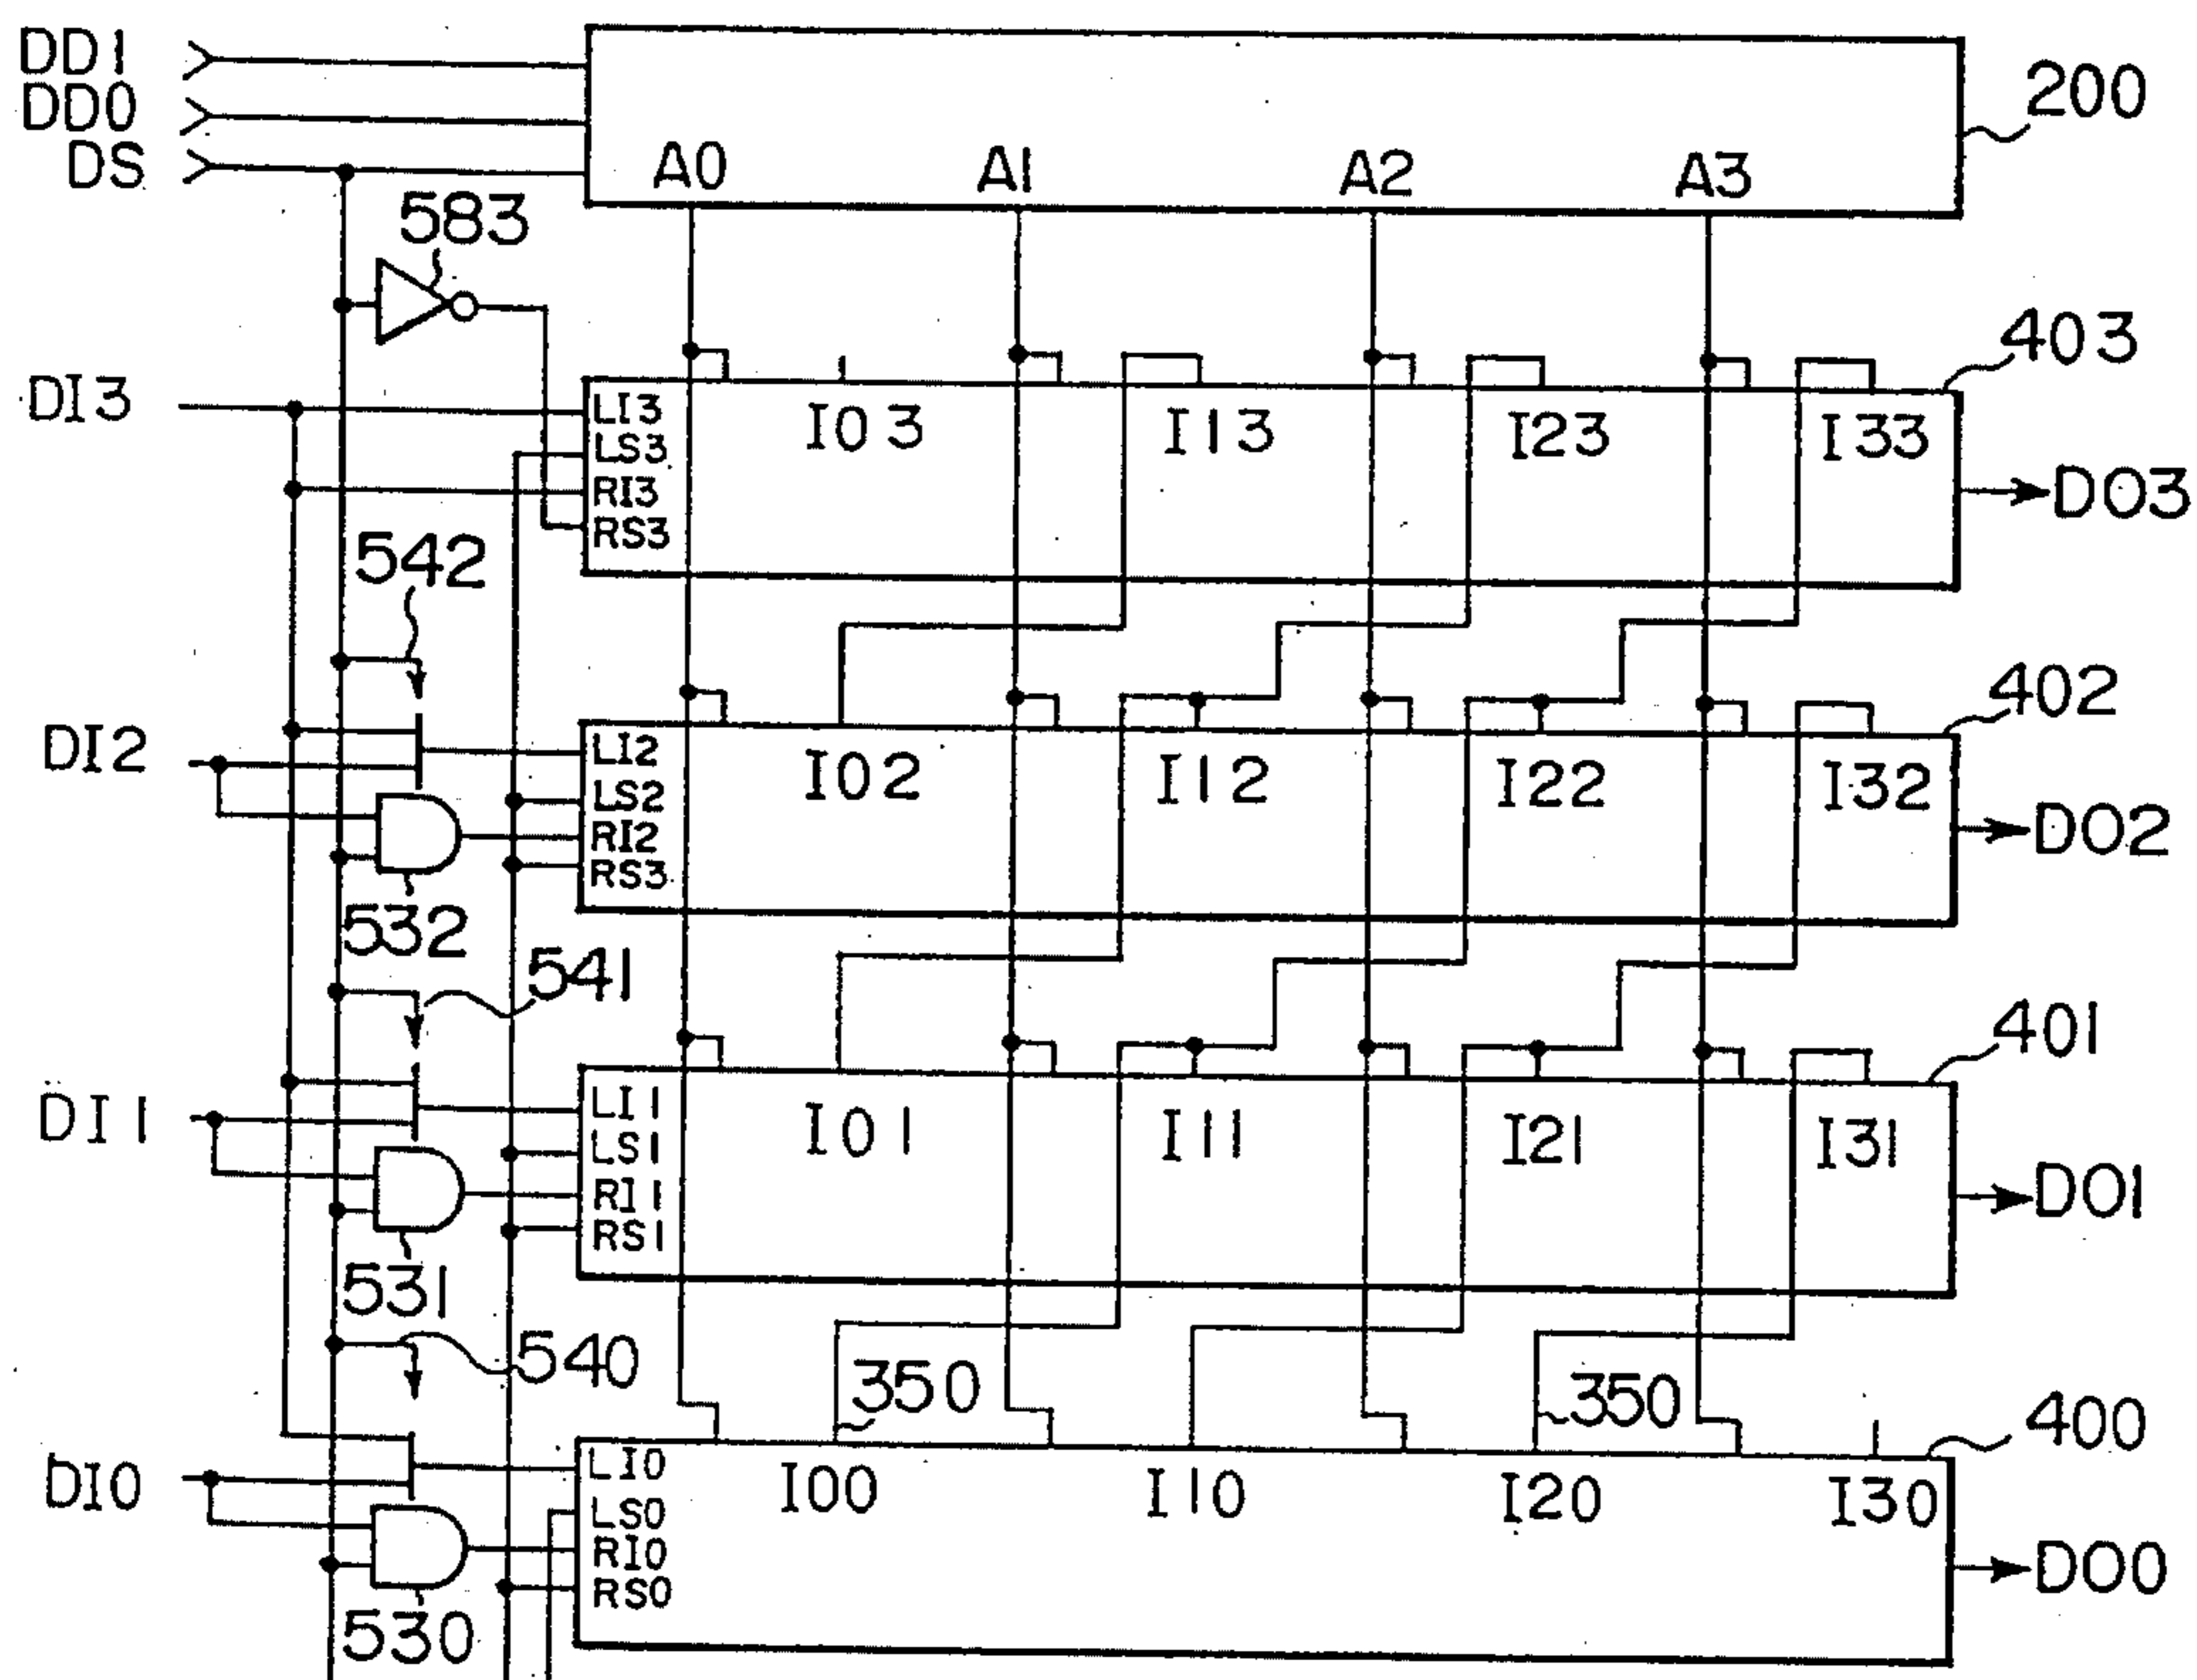 DD1
DD0
DS
A0 A1 A2 A3
200
583
403
DI3
LI3
LS3
RI3
RS3
I03 I13 I23 I33
DO3
542
402
DI2
LI2
LS2
RI2
RS3
I02 I12 I22 I32
DO2
532
541
401
DI1
LI1
LS1
RI1
RS1
I01 I11 I21 I31
DO1
531
540
350 350
400
DI0
LI0
LS0
RI0
RS0
I00 I10 I20 I30
DO0
530